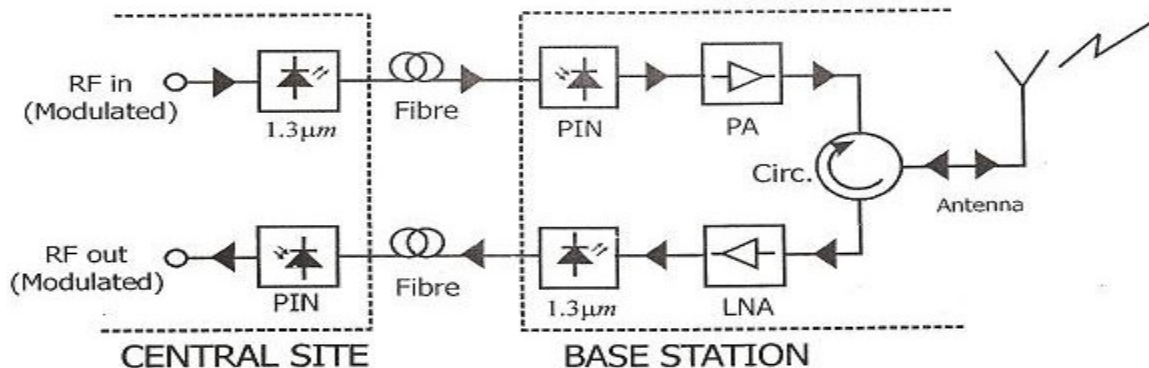 RF in
(Modulated)
1.3μm
Fibre
PIN
PA
Circ.
Antenna
RF out
(Modulated)
PIN
Fibre
1.3μm
LNA
CENTRAL SITE
BASE STATION